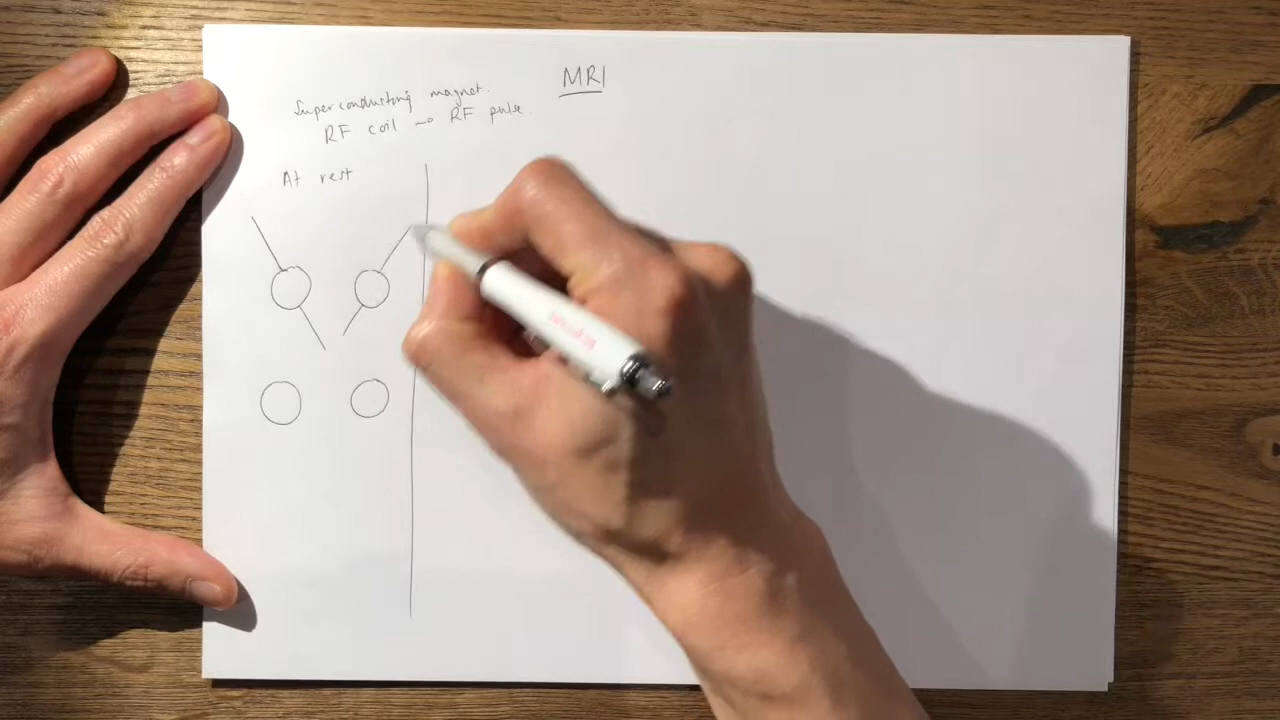 MRI
Superconducting magnet.
RF coil → RF pulse.
At rest